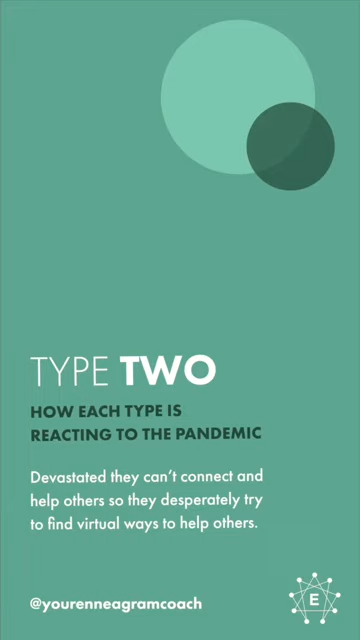 TYPE TWO
HOW EACH TYPE IS
REACTING TO THE PANDEMIC
Devastated they can't connect and
help others so they desperately try
to find virtual ways to help others.
@yourenneagramcoach
E